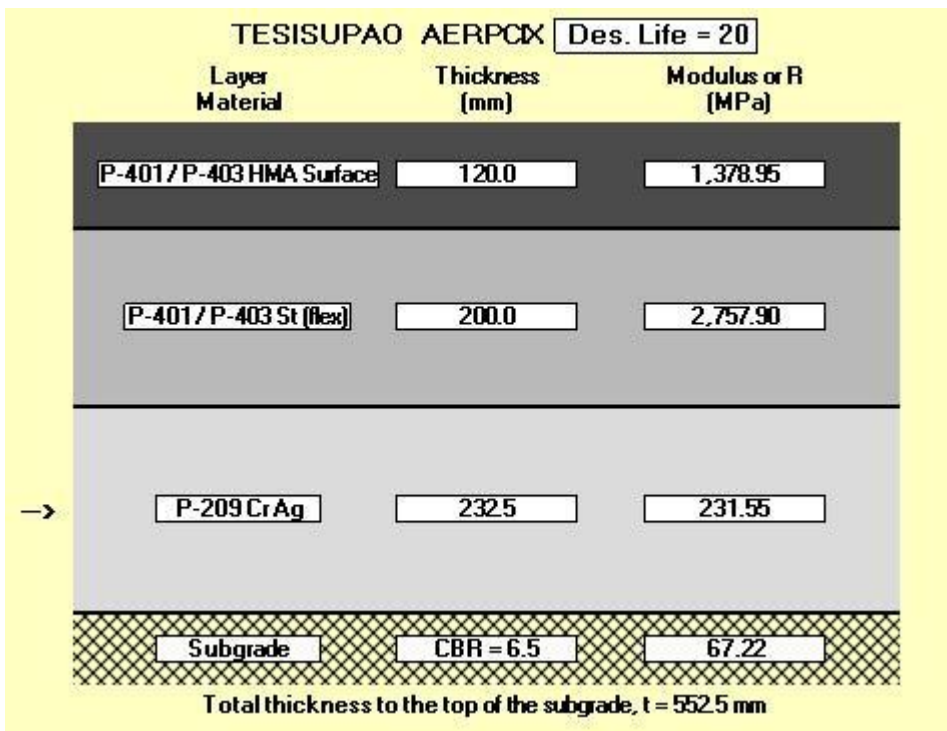 TESISUPAO AERPCIX Des. Life = 20
Layer Material Thickness (mm) Modulus or R (MPa)
P-401/ P-403 HMA Surface 120.0 1,378.95
P-401/ P-403 St (flex) 200.0 2,757.90
P-209 Cr Ag 232.5 231.55
Subgrade CBR = 6.5 67.22
Total thickness to the top of the subgrade, t = 552.5 mm